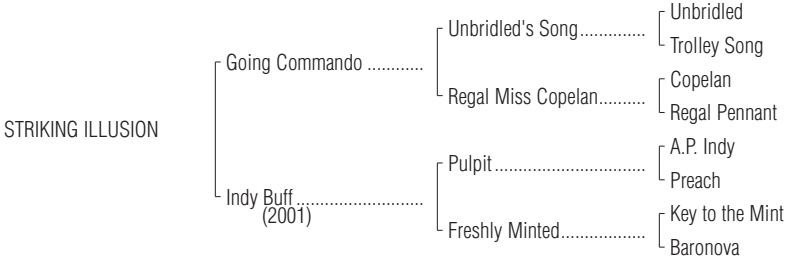 Unbridled
Unbridled's Song..............
Trolley Song
Going Commando ............
Copelan
Regal Miss Copelan..........
Regal Pennant
STRIKING ILLUSION
A.P. Indy
Pulpit .............................
Preach
Indy Buff .........................
(2001)
Key to the Mint
Freshly Minted.................
Baronova